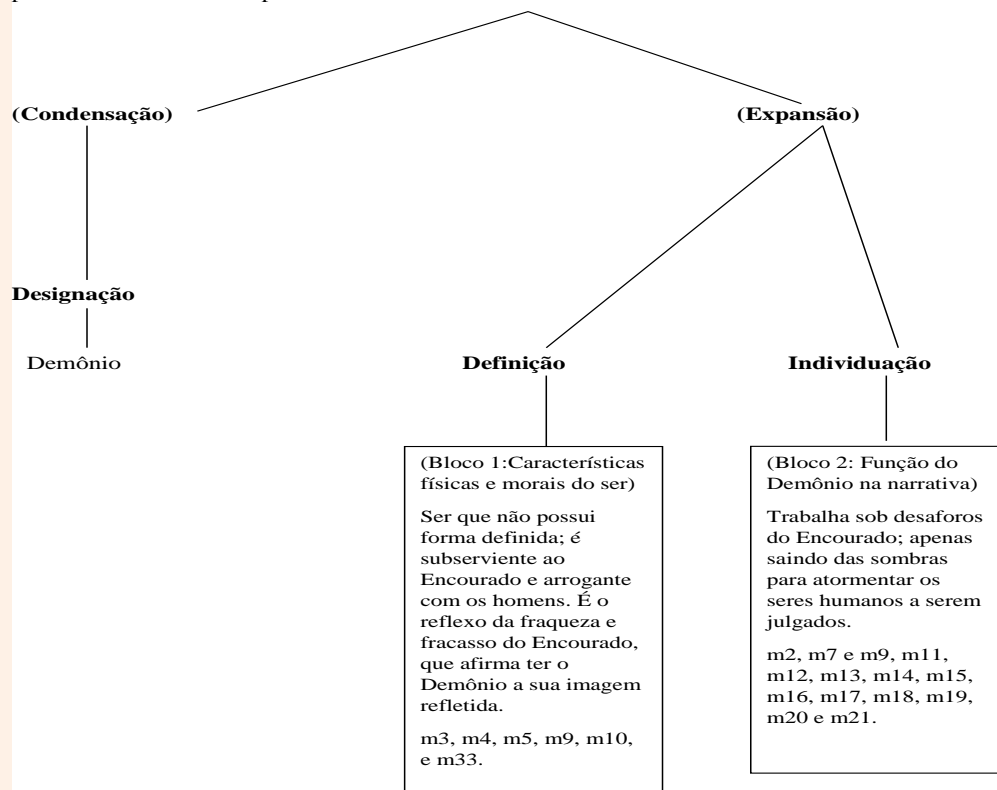 (Condensação)
(Expansão)
Designação
Demônio
Definição
Individuação
(Bloco 1:Características
físicas e morais do ser)
Ser que não possui
forma definida; é
subserviente ao
Encourado e arrogante
com os homens. É o
reflexo da fraqueza e
fracasso do Encourado,
que afirma ter o
Demônio a sua imagem
refletida.
m3, m4, m5, m9, m10,
e m33.
(Bloco 2: Função do
Demônio na narrativa)
Trabalha sob desaforos
do Encourado; apenas
saindo das sombras
para atormentar os
seres humanos a serem
julgados.
m2, m7 e m9, m11,
m12, m13, m14, m15,
m16, m17, m18, m19,
m20 e m21.